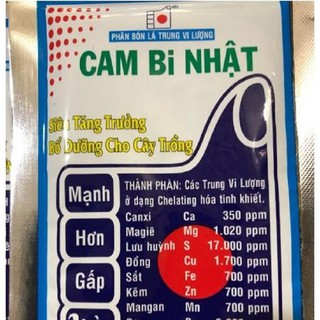 PHÂN BÓN LÁ TRUNG VI LƯỢNG
CAM Bi NHẬT
Siêu Tăng Trưởng
Bổ Dưỡng Cho Cây Trồng
Mạnh
Hơn
Gấp
THÀNH PHẦN: Các Trung Vi Lượng
ở dạng Chelating hóa tinh khiết.
Canxi Ca 350 ppm
Magiê Mg 1.020 ppm
Lưu huỳnh S 17.000 ppm
Đồng Cu 1.700 ppm
Sắt Fe 700 ppm
Kẽm Zn 700 ppm
Mangan Mn 700 ppm